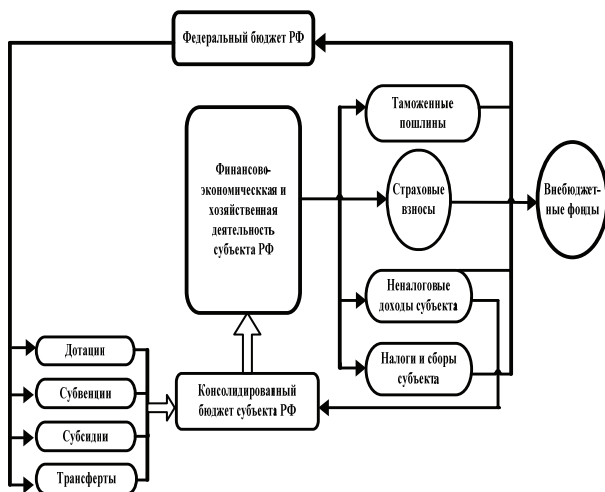 Федеральный бюджет РФ
Таможенные
пошлины
Финансово-
экономическкая и
хозяйственная
деятельность
субъекта РФ
Страховые
взносы
Внебюджет-
ные фонды
Неналоговые
доходы субъекта
Дотации
Налоги и сборы
субъекта
Субвенции
Консолидированный
бюджет субъекта РФ
Субсидии
Трансферты